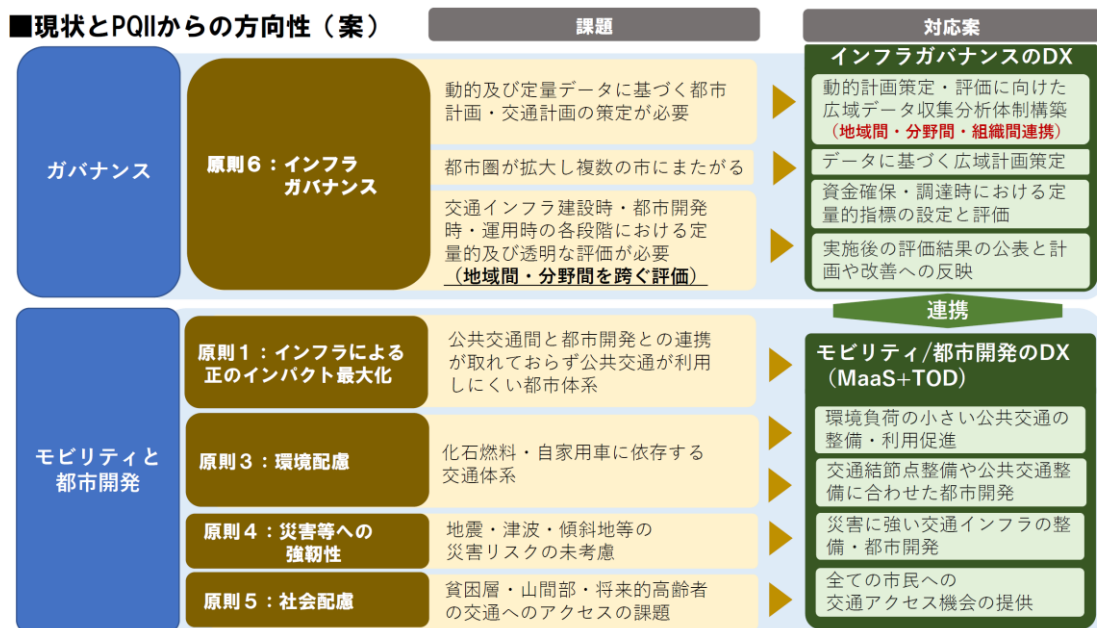 ■現状とPQIIからの方向性（案）
課題
対応案
ガバナンス
原則6：インフラ
ガバナンス
動的及び定量データに基づく都市
計画・交通計画の策定が必要
都市圏が拡大し複数の市にまたがる
交通インフラ建設時・都市開発
時・運用時の各段階における定
量的及び透明な評価が必要
（地域間・分野間を跨ぐ評価）
インフラガバナンスのDX
動的計画策定・評価に向けた
広域データ収集分析体制構築
（地域間・分野間・組織間連携）
データに基づく広域計画策定
資金確保・調達時における定
量的指標の設定と評価
実施後の評価結果の公表と計
画や改善への反映
連携
モビリティと
都市開発
原則1：インフラによる
正のインパクト最大化
公共交通間と都市開発との連携
が取れておらず公共交通が利用
しにくい都市体系
原則3：環境配慮
化石燃料・自家用車に依存する
交通体系
原則4：災害等への
強靭性
地震・津波・傾斜地等の
災害リスクの未考慮
原則5：社会配慮
貧困層・山間部・将来的高齢者
の交通へのアクセスの課題
モビリティ/都市開発のDX
（MaaS+TOD）
環境負荷の小さい公共交通の
整備・利用促進
交通結節点整備や公共交通整
備に合わせた都市開発
災害に強い交通インフラの整
備・都市開発
全ての市民への
交通アクセス機会の提供